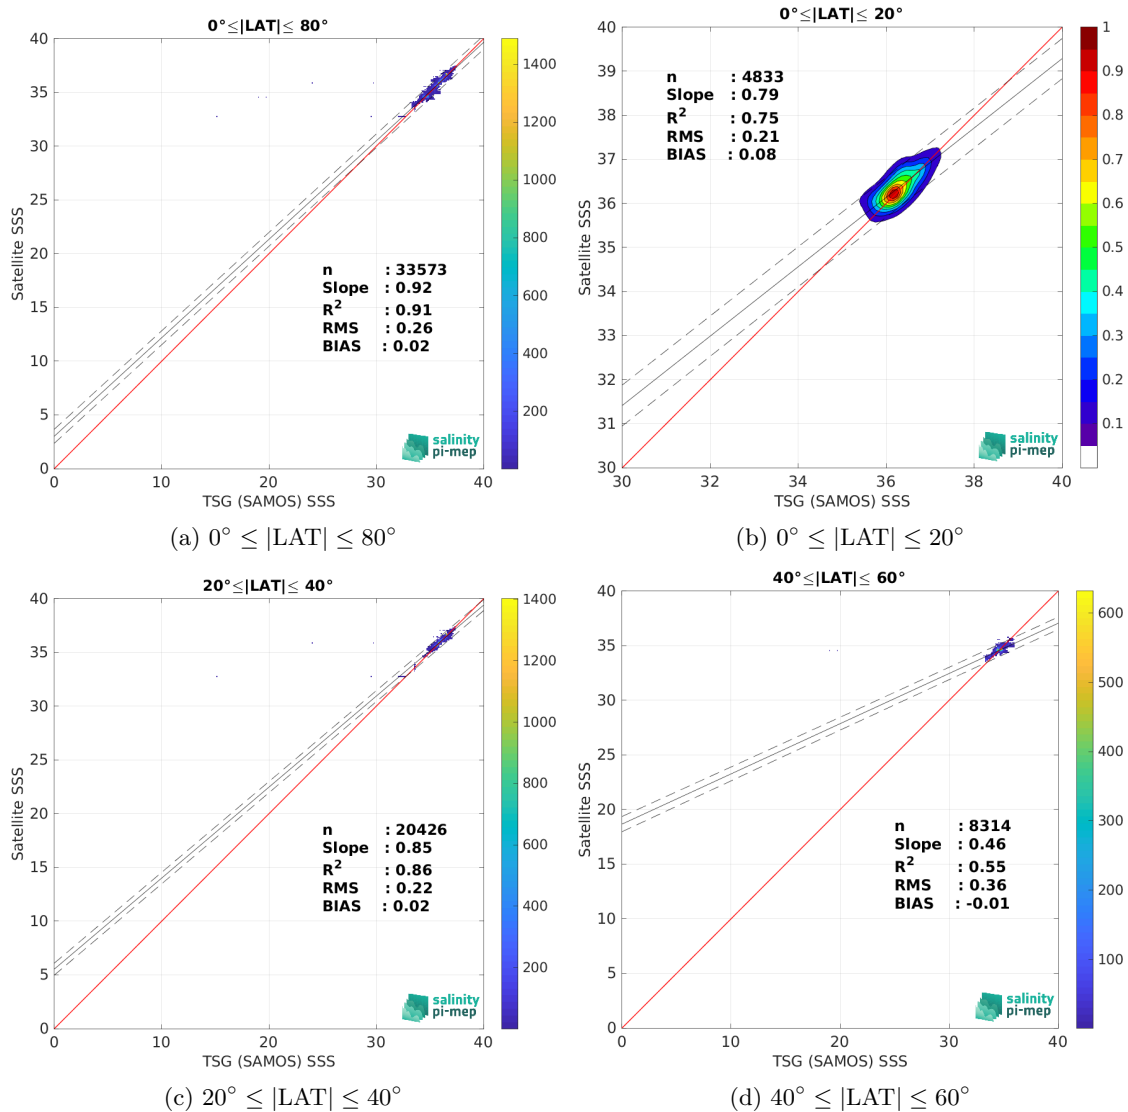 0°≤|LAT|≤ 80°
40
35
30
25
20
15
10
5
0
Satellite SSS
0
10
20
30
40
TSG (SAMOS) SSS
n : 33573
Slope : 0.92
R² : 0.91
RMS : 0.26
BIAS : 0.02
salinity
pi-mep
1400
1200
1000
800
600
400
200
(a) 0° ≤ |LAT| ≤ 80°
0°≤|LAT|≤ 20°
40
39
38
37
36
35
34
33
32
31
30
Satellite SSS
30
32
34
36
38
40
TSG (SAMOS) SSS
n : 4833
Slope : 0.79
R² : 0.75
RMS : 0.21
BIAS : 0.08
salinity
pi-mep
1
0.9
0.8
0.7
0.6
0.5
0.4
0.3
0.2
0.1
(b) 0° ≤ |LAT| ≤ 20°
20°≤|LAT|≤ 40°
40
35
30
25
20
15
10
5
0
Satellite SSS
0
10
20
30
40
TSG (SAMOS) SSS
n : 20426
Slope : 0.85
R² : 0.86
RMS : 0.22
BIAS : 0.02
salinity
pi-mep
1400
1200
1000
800
600
400
200
(c) 20° ≤ |LAT| ≤ 40°
40°≤|LAT|≤ 60°
40
35
30
25
20
15
10
5
0
Satellite SSS
0
10
20
30
40
TSG (SAMOS) SSS
n : 8314
Slope : 0.46
R² : 0.55
RMS : 0.36
BIAS : -0.01
salinity
pi-mep
600
500
400
300
200
100
(d) 40° ≤ |LAT| ≤ 60°